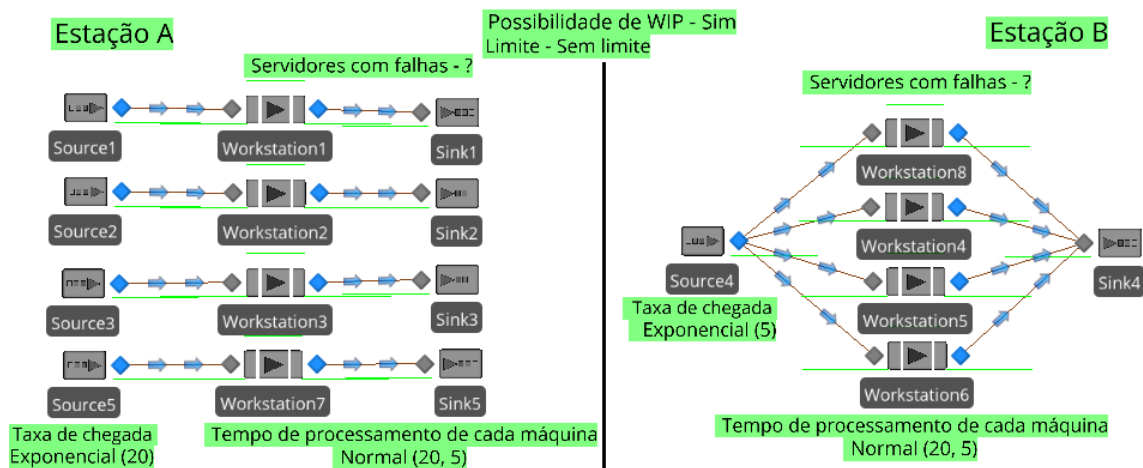 Estação A
Possibilidade de WIP - Sim
Limite - Sem limite
Estação B
Servidores com falhas - ?
Source1
Workstation1
Sink1
Source2
Workstation2
Sink2
Source3
Workstation3
Sink3
Source5
Workstation7
Sink5
Taxa de chegada
Exponencial (20)
Tempo de processamento de cada máquina
Normal (20, 5)
Servidores com falhas - ?
Workstation8
Workstation4
Source4
Sink4
Workstation5
Taxa de chegada
Exponencial (5)
Workstation6
Tempo de processamento de cada máquina
Normal (20, 5)